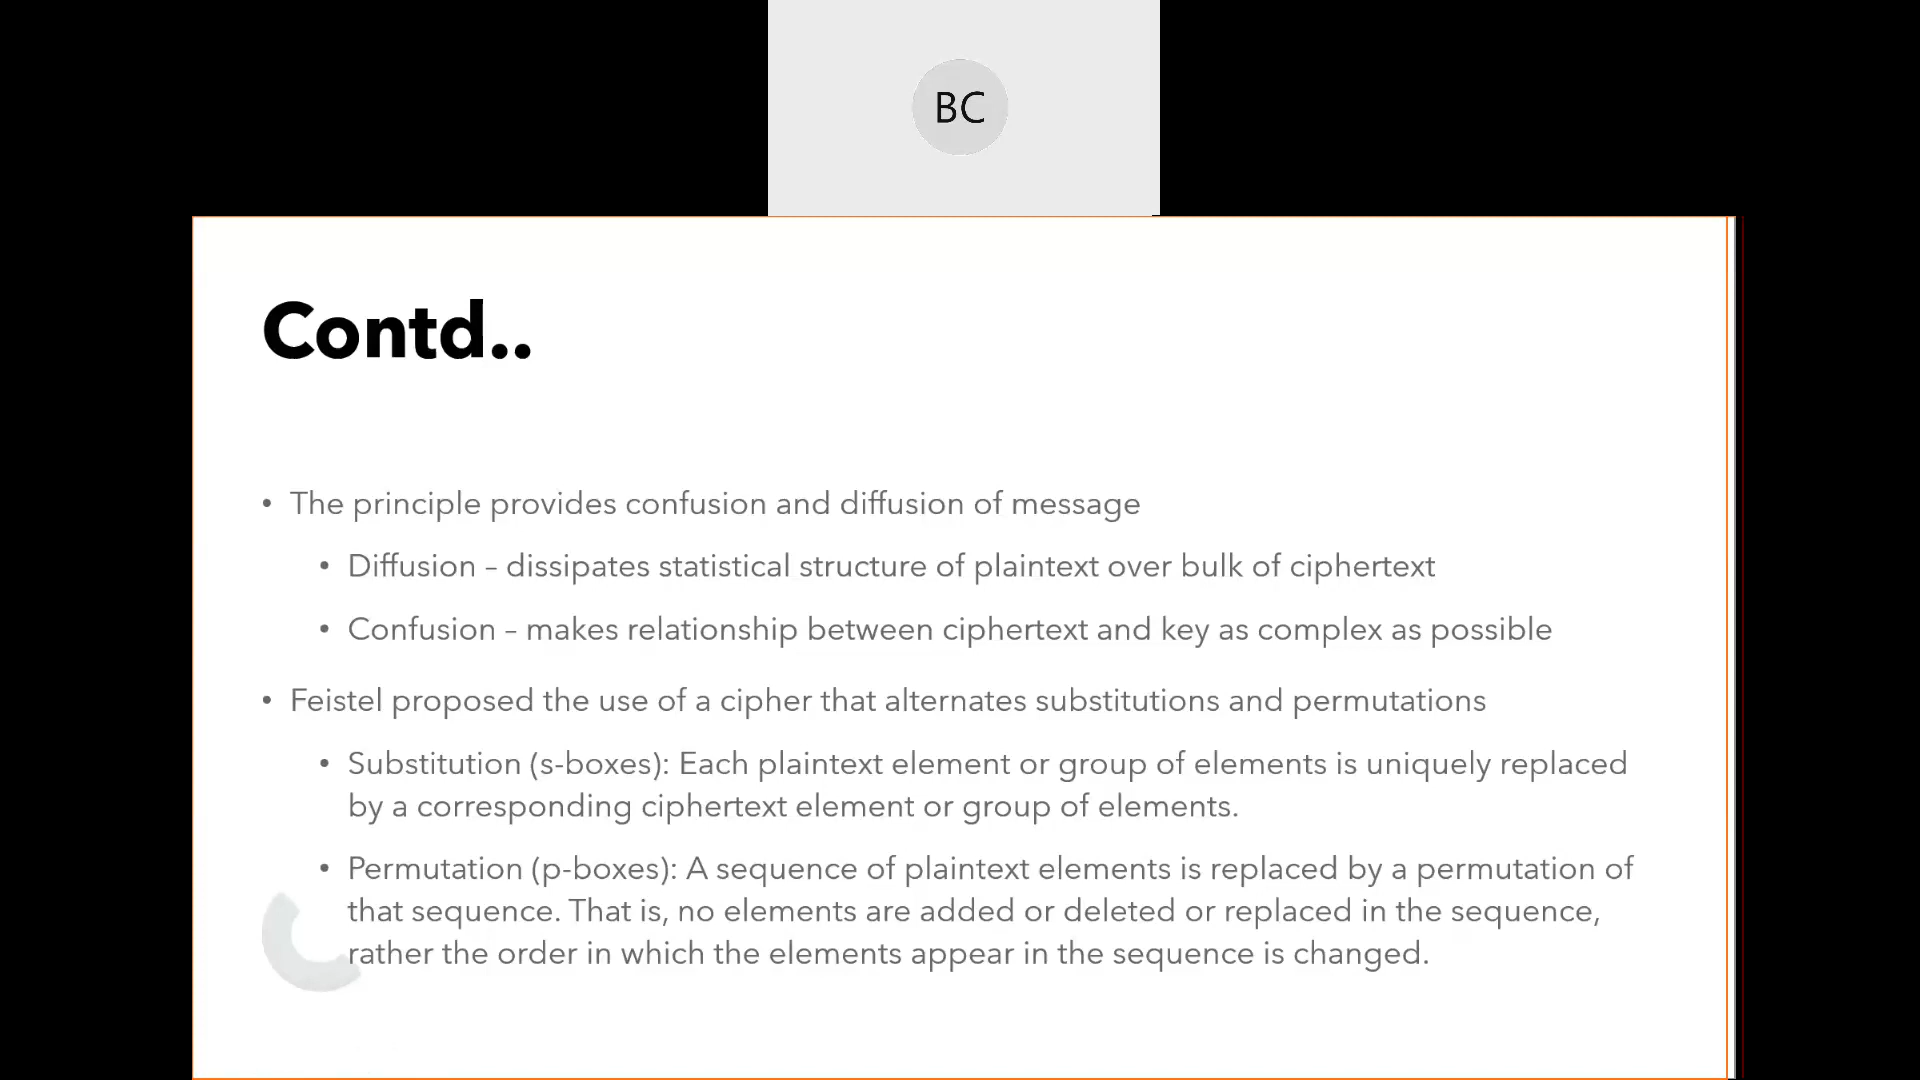 BC
Contd..
• The principle provides confusion and diffusion of message
• Diffusion – dissipates statistical structure of plaintext over bulk of ciphertext
• Confusion – makes relationship between ciphertext and key as complex as possible
• Feistel proposed the use of a cipher that alternates substitutions and permutations
• Substitution (s-boxes): Each plaintext element or group of elements is uniquely replaced
by a corresponding ciphertext element or group of elements.
• Permutation (p-boxes): A sequence of plaintext elements is replaced by a permutation of
that sequence. That is, no elements are added or deleted or replaced in the sequence,
rather the order in which the elements appear in the sequence is changed.